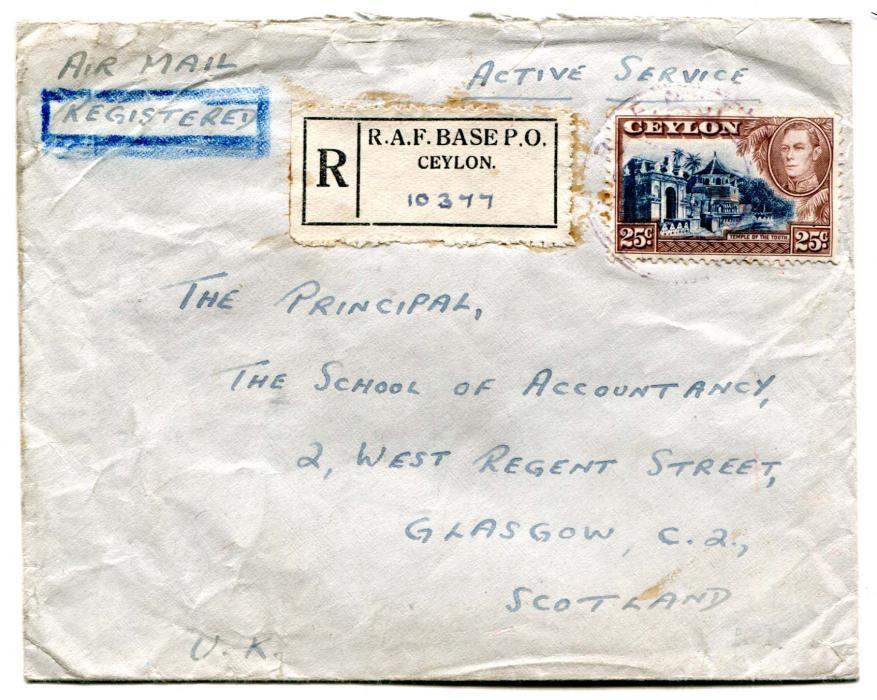 AIR MAIL
ACTIVE SERVICE
REGISTERED
R
R.A.F. BASE P.O.
CEYLON.
10377
CEYLON
25c
TEMPLE OF THE TOOTH
25c
THE PRINCIPAL,
THE SCHOOL OF ACCOUNTANCY,
2, WEST REGENT STREET,
GLASGOW, C.2.,
SCOTLAND
U.K.